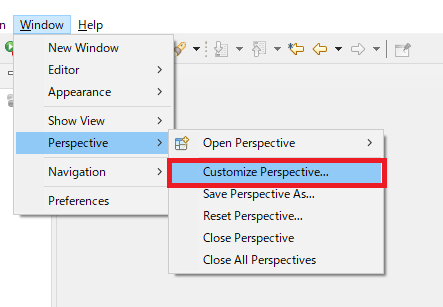 n Window Help
New Window
Editor
Appearance
Show View
Perspective
Navigation
Preferences
Open Perspective
Customize Perspective...
Save Perspective As...
Reset Perspective...
Close Perspective
Close All Perspectives